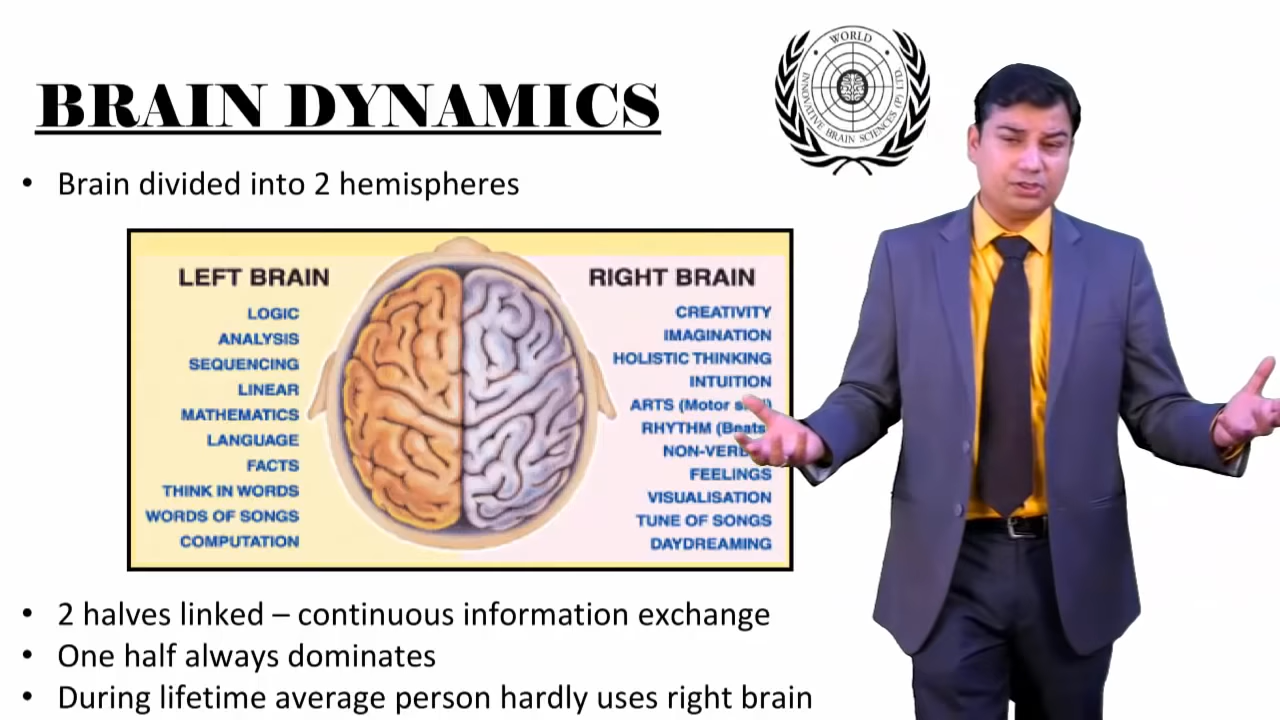 WORLD
INNOVATIVE BRAIN SCIENCES (P) LTD.
BRAIN DYNAMICS
• Brain divided into 2 hemispheres
LEFT BRAIN
LOGIC
ANALYSIS
SEQUENCING
LINEAR
MATHEMATICS
LANGUAGE
FACTS
THINK IN WORDS
WORDS OF SONGS
COMPUTATION
RIGHT BRAIN
CREATIVITY
IMAGINATION
HOLISTIC THINKING
INTUITION
ARTS (Motor
RHYTHM (Beats
FEELINGS
VISUALISATION
TUNE OF SONGS
DAYDREAMING
• 2 halves linked – continuous information exchange
• One half always dominates
• During lifetime average person hardly uses right brain